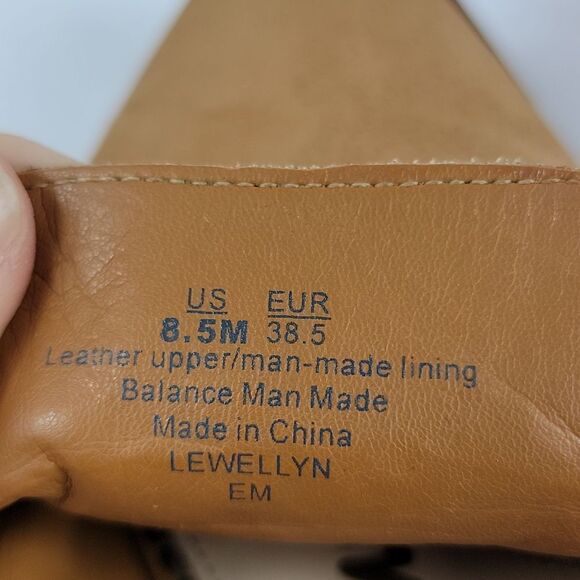 US EUR
8.5M 38.5
Leather upper/man-made lining
Balance Man Made
Made in China
LEWELLYN
EM